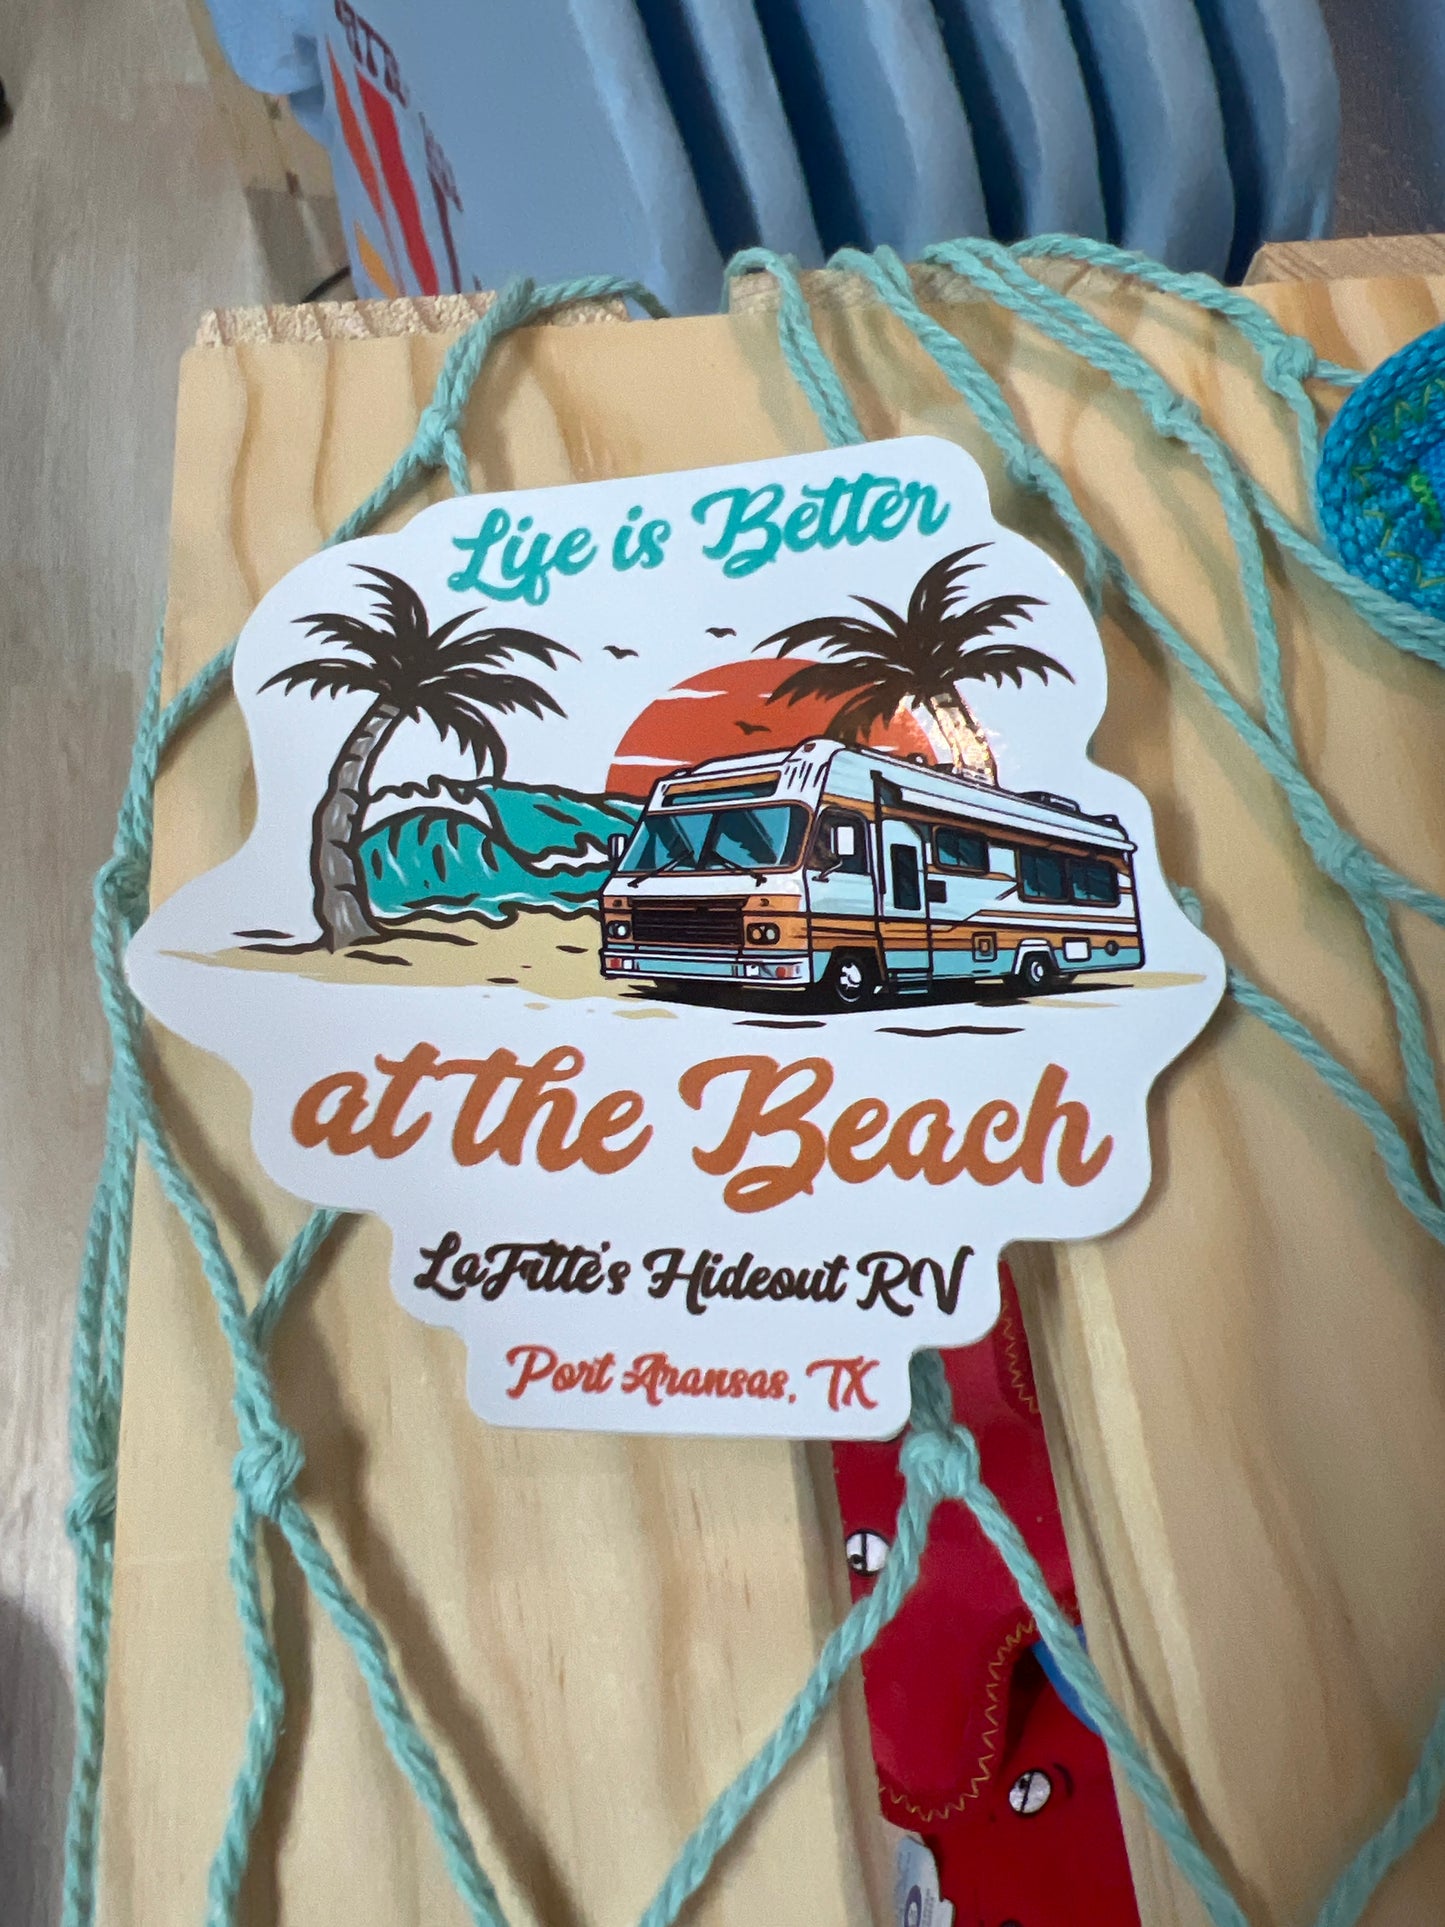 Life is Better
at the Beach
LaFitte's Hideout RV
Port Aransas, TX